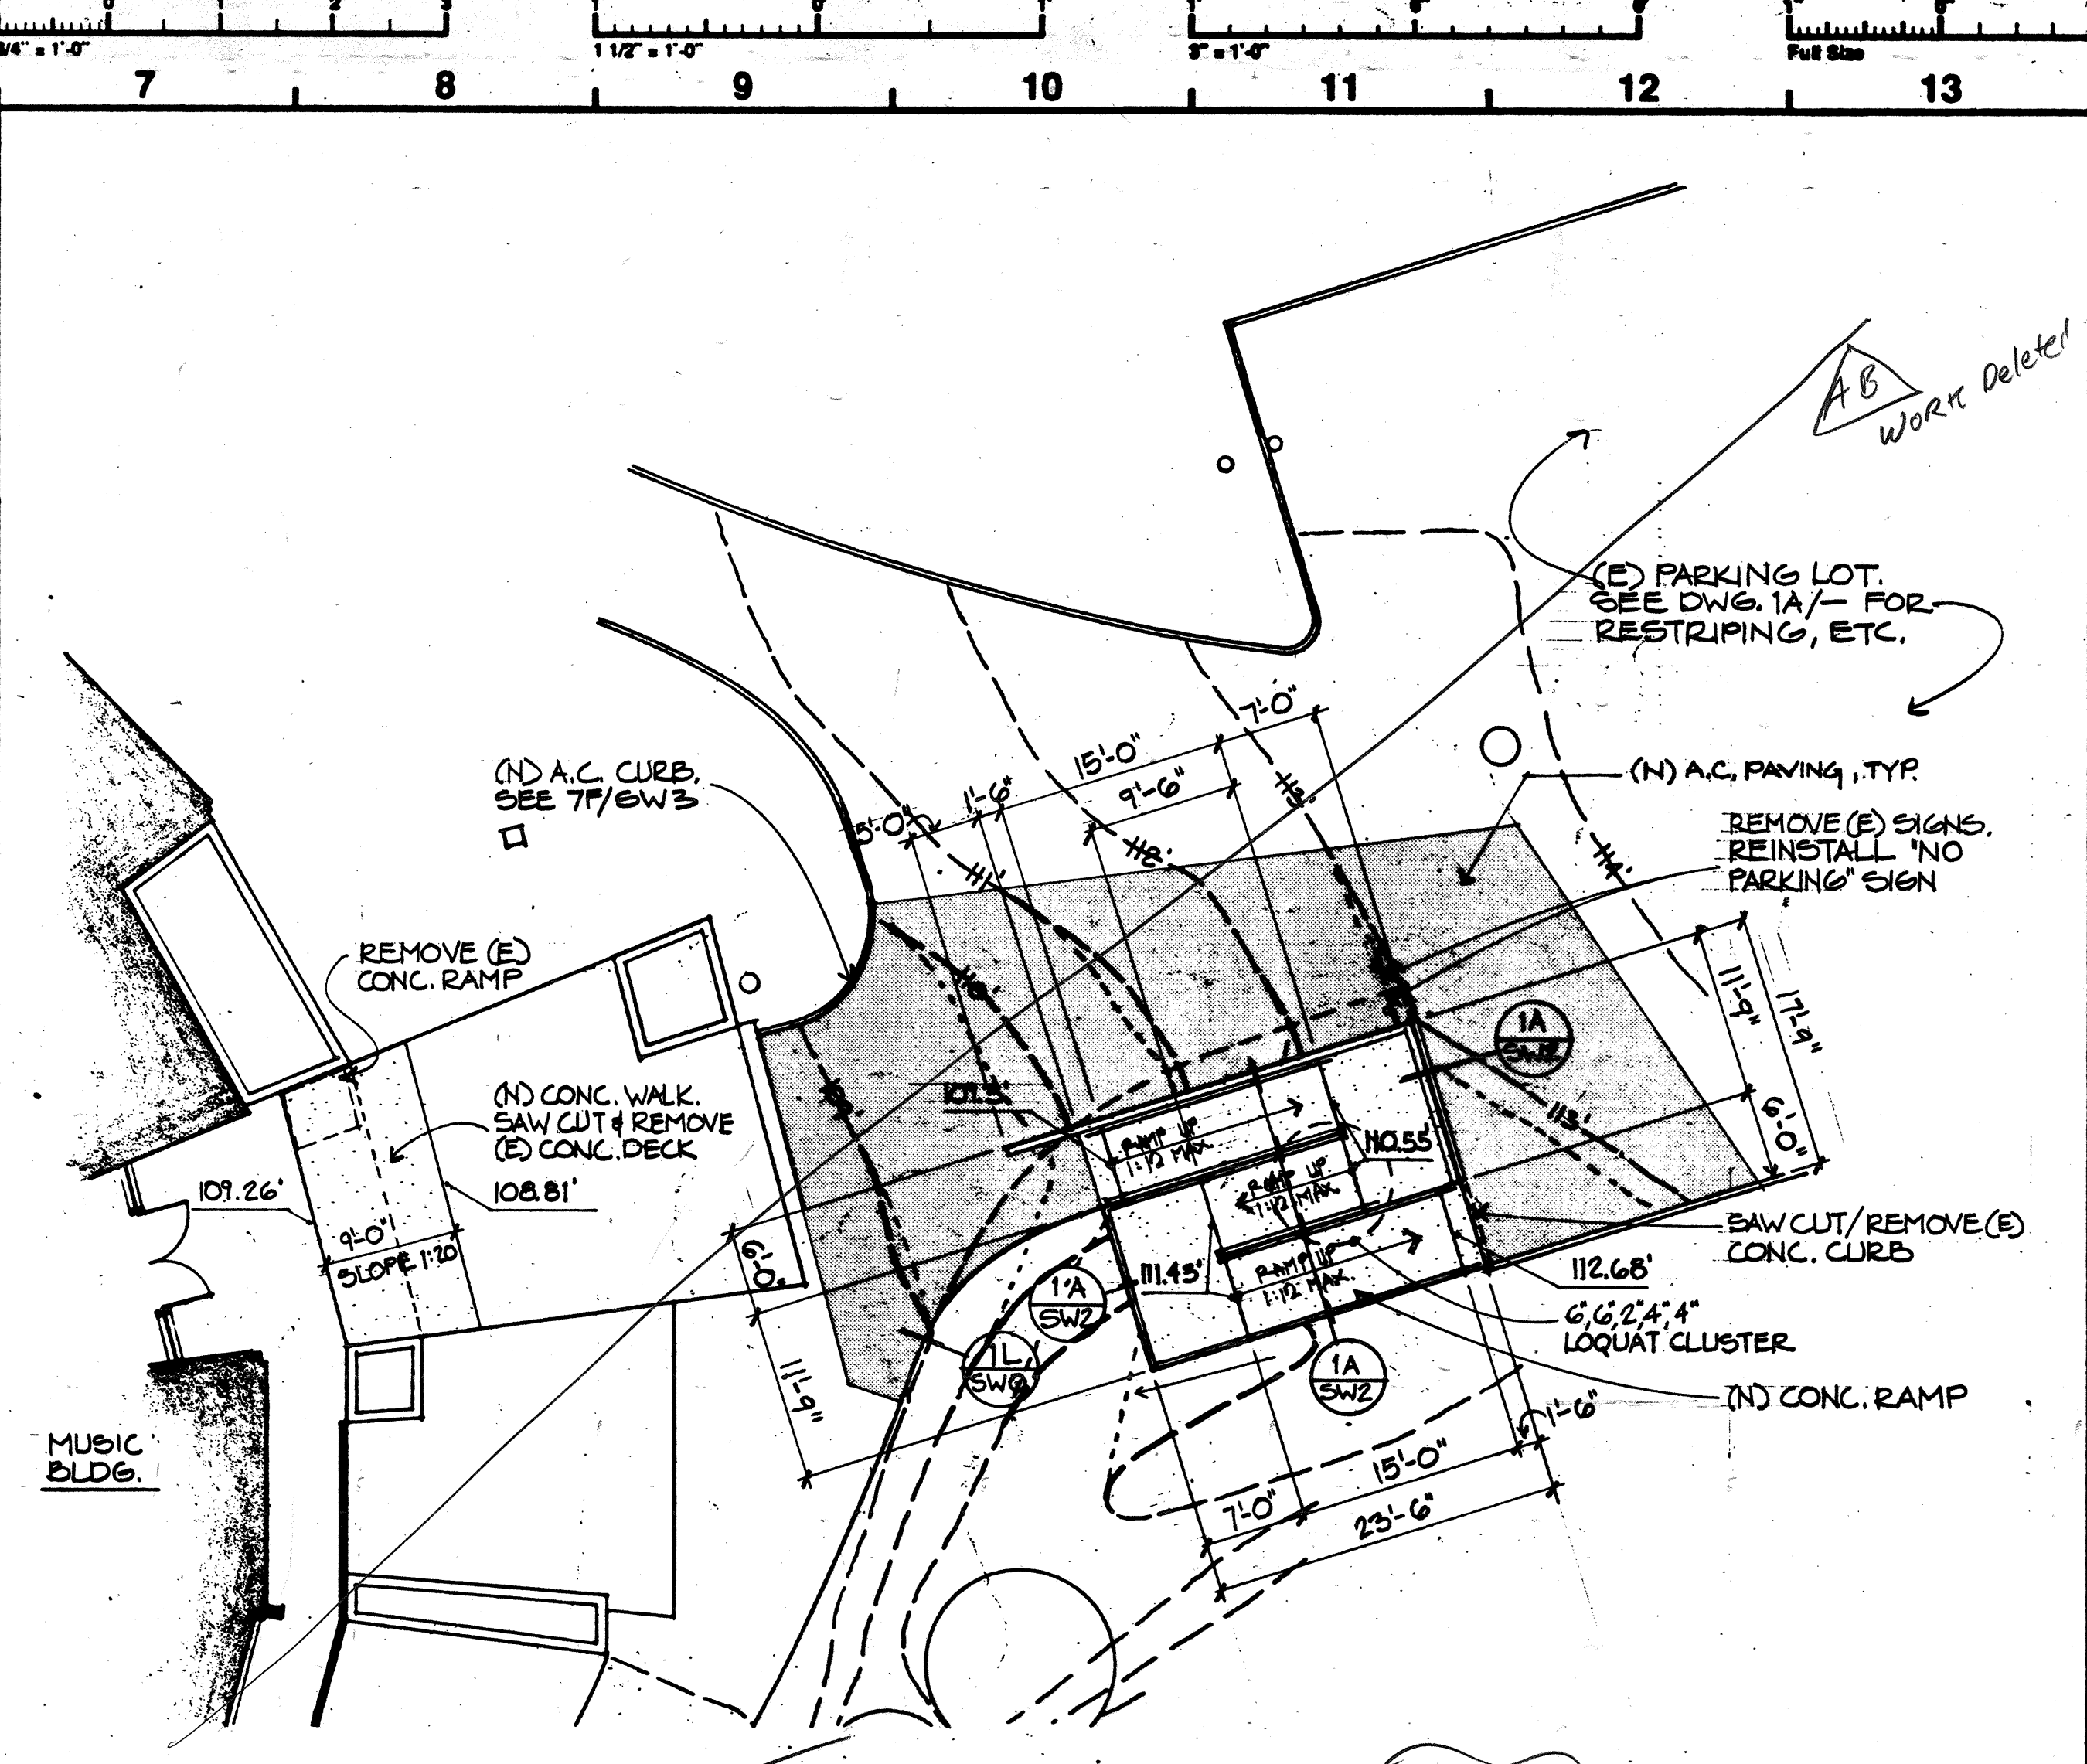 3/4" = 1'-0"
1 1/2" = 1'-0"
3" = 1'-0"
Full Size
7 8 9 10 11 12 13
A B
WORK Deleted
(E) PARKING LOT.
SEE DWG. 1A/— FOR
RESTRIPING, ETC.
(N) A.C. CURB.
SEE 7F/SW3
7'-0"
15'-0"
9'-6"
1'-6"
5'-0"
(N) A.C. PAVING, TYP.
REMOVE (E) SIGNS.
REINSTALL "NO
PARKING" SIGN
113'
112'
111'
114'
110'
REMOVE (E)
CONC. RAMP
(N) CONC. WALK.
SAW CUT & REMOVE
(E) CONC. DECK
11'-9"
17'-9"
6'-0"
1A
113'
RAMP UP
1:12 MAX
110.55'
RAMP UP
1:12 MAX.
RAMP UP
1:12 MAX.
109.26'
108.81'
9'-0"
SLOPE 1:20
6'-0"
11'-9"
111.43'
1A
SW2
1L
1A
SW2
SAW CUT/REMOVE (E)
CONC. CURB
112.68'
6",6",2",4",4"
LOQUAT CLUSTER
(N) CONC. RAMP
1'-6"
15'-0"
7'-0"
23'-6"
MUSIC
BLDG.